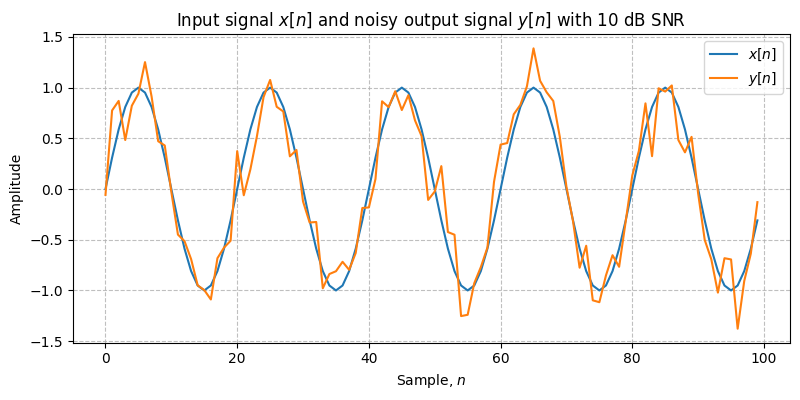 Input signal x[n] and noisy output signal y[n] with 10 dB SNR
x[n]
y[n]
Amplitude
1.5
1.0
0.5
0.0
−0.5
−1.0
−1.5
0
20
40
60
80
100
Sample, n